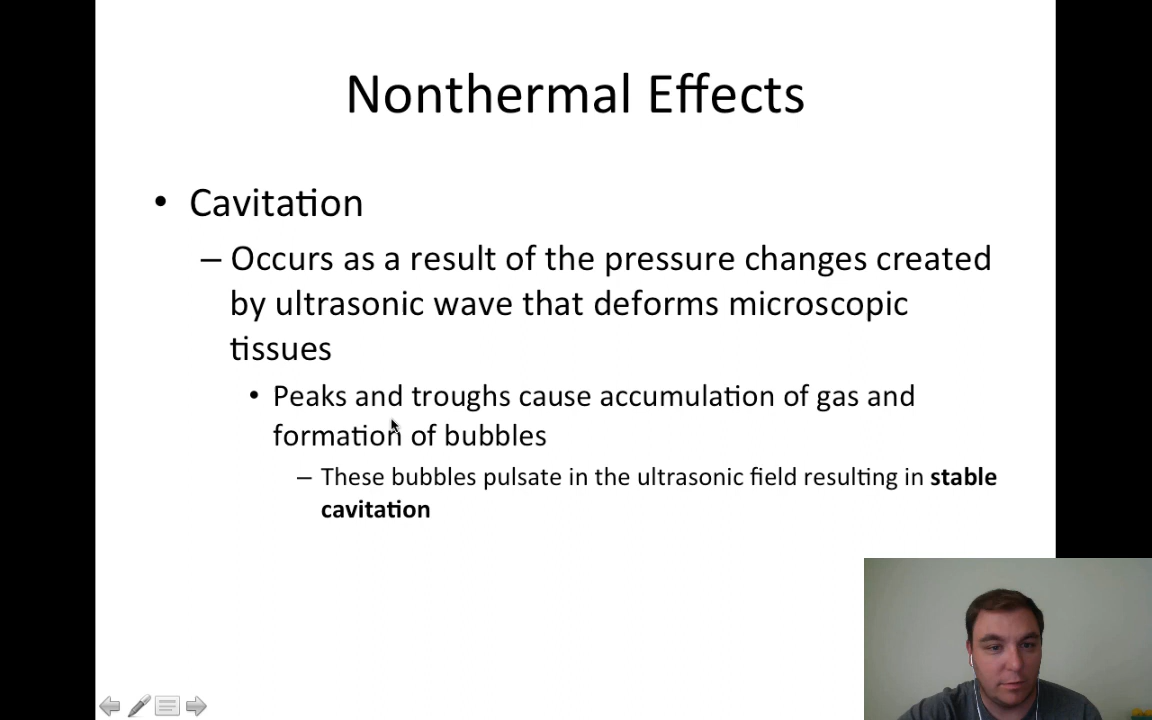 Nonthermal Effects
• Cavitation
– Occurs as a result of the pressure changes created
by ultrasonic wave that deforms microscopic
tissues
• Peaks and troughs cause accumulation of gas and
formation of bubbles
– These bubbles pulsate in the ultrasonic field resulting in stable
cavitation